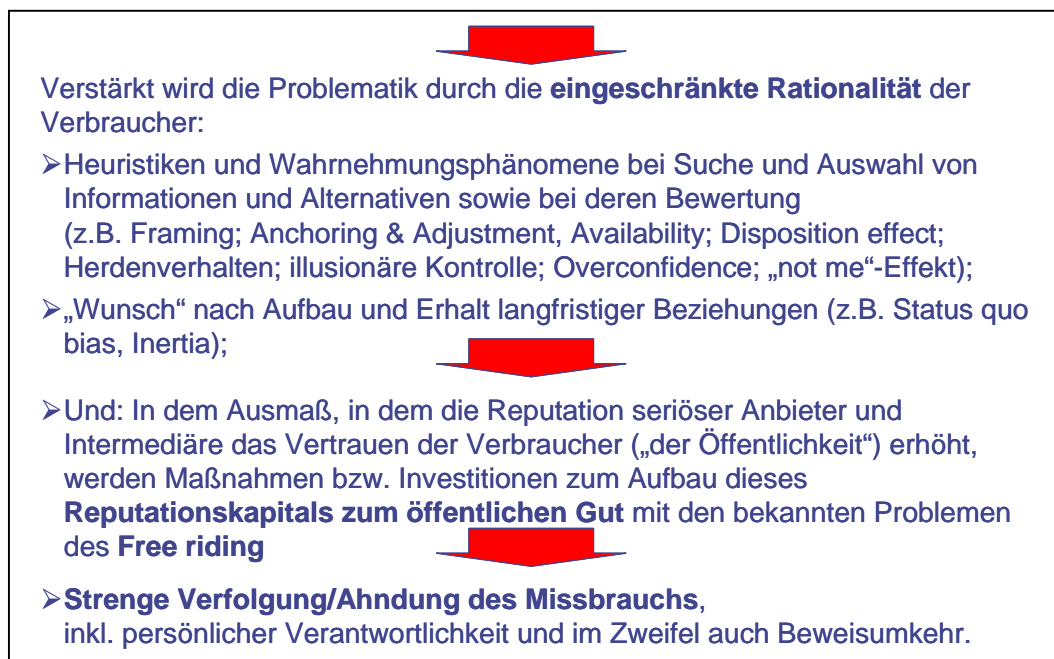 Verstärkt wird die Problematik durch die eingeschränkte Rationalität der
Verbraucher:
➢Heuristiken und Wahrnehmungsphänomene bei Suche und Auswahl von
Informationen und Alternativen sowie bei deren Bewertung
(z.B. Framing; Anchoring & Adjustment, Availability; Disposition effect;
Herdenverhalten; illusionäre Kontrolle; Overconfidence; „not me“-Effekt);
➢„Wunsch“ nach Aufbau und Erhalt langfristiger Beziehungen (z.B. Status quo
bias, Inertia);
➢Und: In dem Ausmaß, in dem die Reputation seriöser Anbieter und
Intermediäre das Vertrauen der Verbraucher („der Öffentlichkeit“) erhöht,
werden Maßnahmen bzw. Investitionen zum Aufbau dieses
Reputationskapitals zum öffentlichen Gut mit den bekannten Problemen
des Free riding
➢Strenge Verfolgung/Ahndung des Missbrauchs,
inkl. persönlicher Verantwortlichkeit und im Zweifel auch Beweisumkehr.